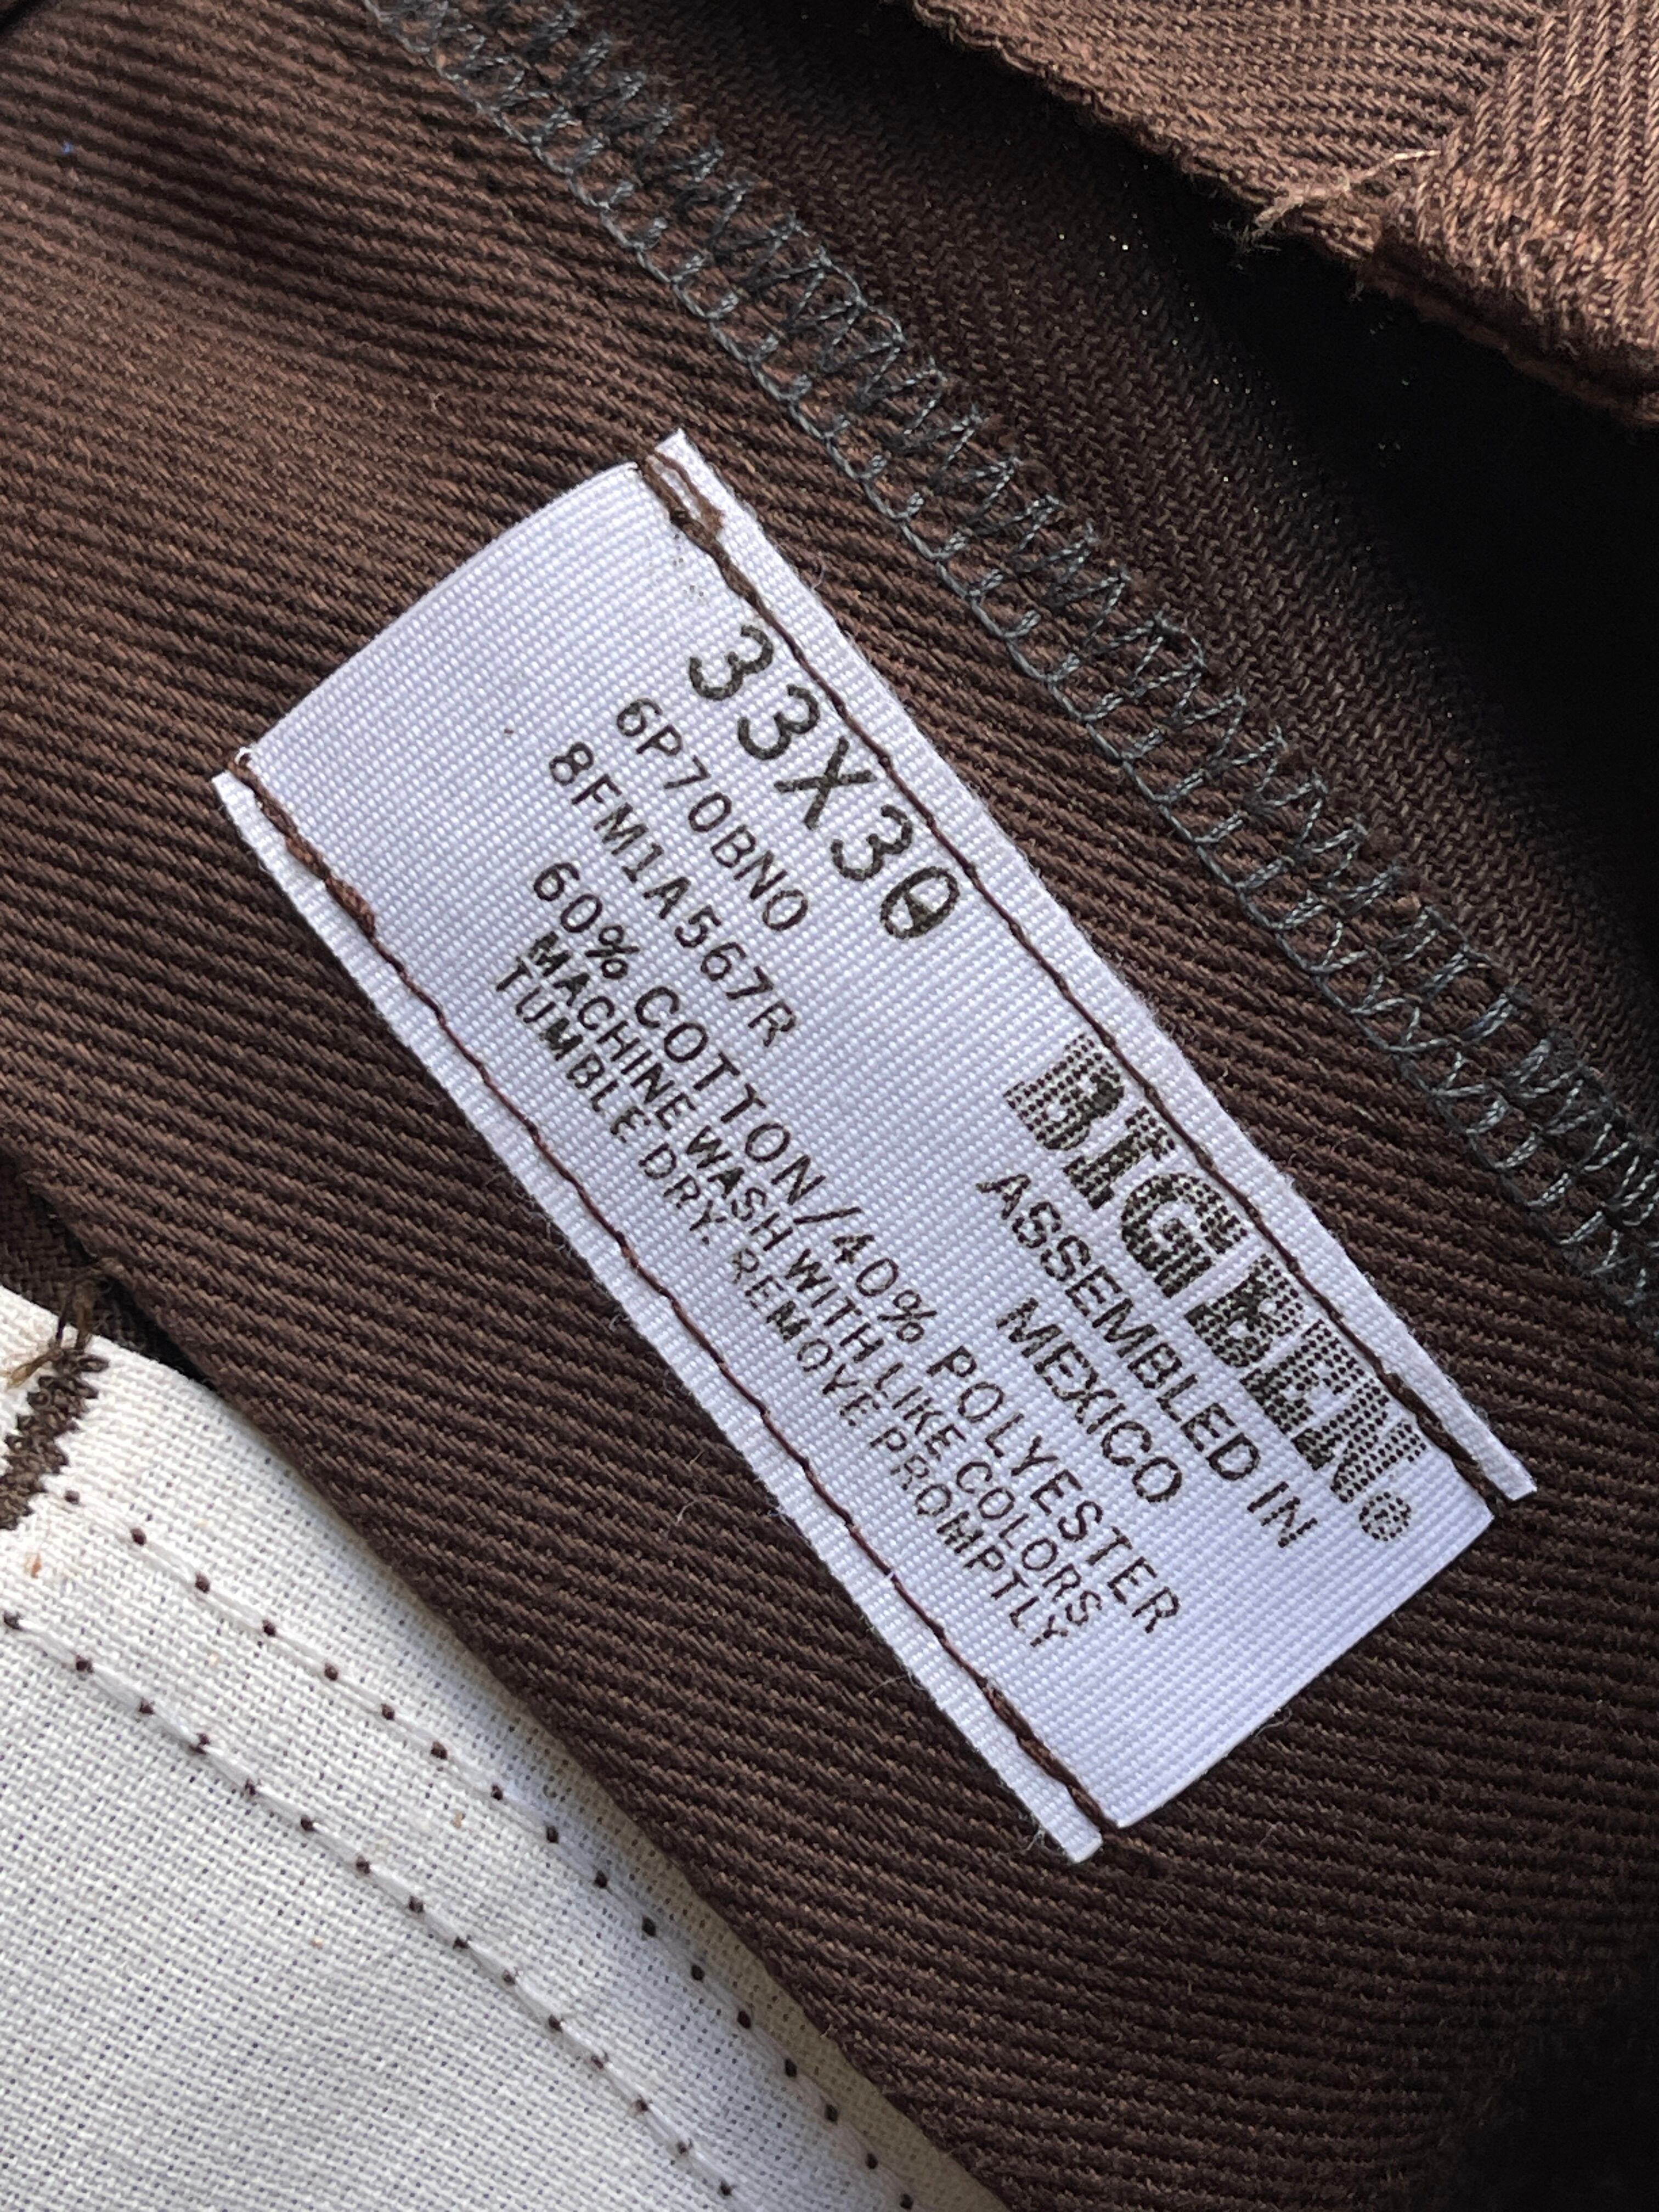 33X30
6P70BNO
8FM1A567R
BIG BEN®
ASSEMBLED IN
MEXICO
60% COTTON/40% POLYESTER
MACHINE WASH WITH LIKE COLORS
TUMBLE DRY. REMOVE PROMPTLY